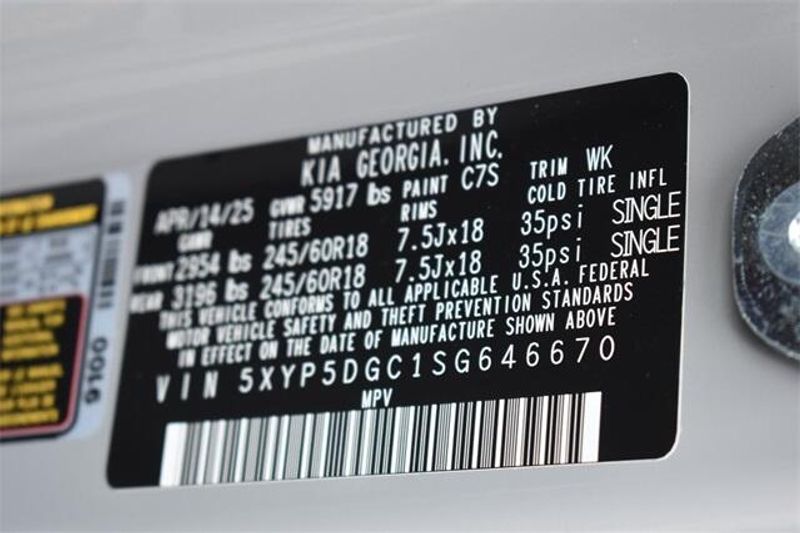 MANUFACTURED BY
KIA GEORGIA, INC.
APR/14/25 GVWR 5917 lbs PAINT C7S TRIM WK
GAWR TIRES RIMS COLD TIRE INFL
FRONT 2954 lbs 245/60R18 7.5Jx18 35psi SINGLE
REAR 3196 lbs 245/60R18 7.5Jx18 35psi SINGLE
THIS VEHICLE CONFORMS TO ALL APPLICABLE U.S.A. FEDERAL
MOTOR VEHICLE SAFETY AND THEFT PREVENTION STANDARDS
IN EFFECT ON THE DATE OF MANUFACTURE SHOWN ABOVE
VIN 5XYP5DGC1SG646670
MPV
9100